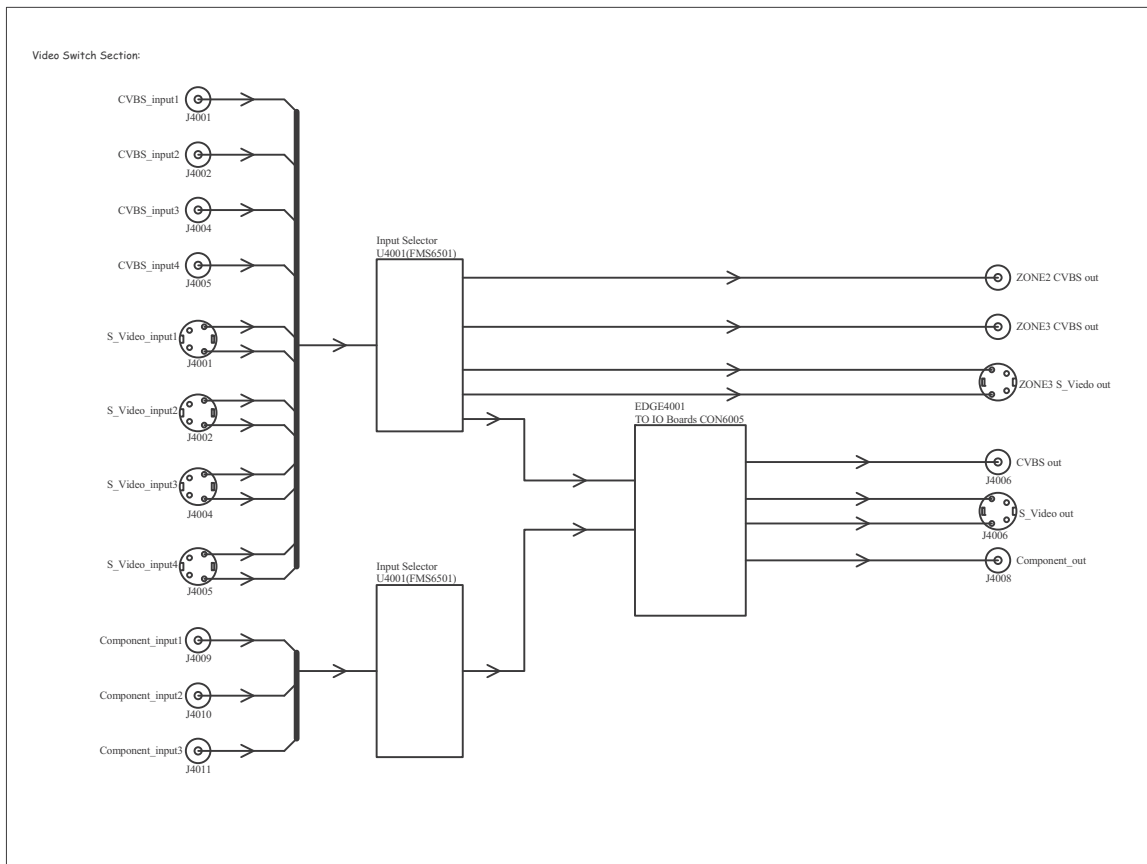 Video Switch Section:
CVBS_input1
J4001
CVBS_input2
J4002
CVBS_input3
J4004
CVBS_input4
J4005
S_Video_input1
J4001
S_Video_input2
J4002
S_Video_input3
J4004
S_Video_input4
J4005
Component_input1
J4009
Component_input2
J4010
Component_input3
J4011
Input Selector
U4001(FMS6501)
Input Selector
U4001(FMS6501)
EDGE4001
TO IO Boards CON6005
ZONE2 CVBS out
ZONE3 CVBS out
ZONE3 S_Viedo out
CVBS out
J4006
S_Video out
J4006
Component_out
J4008